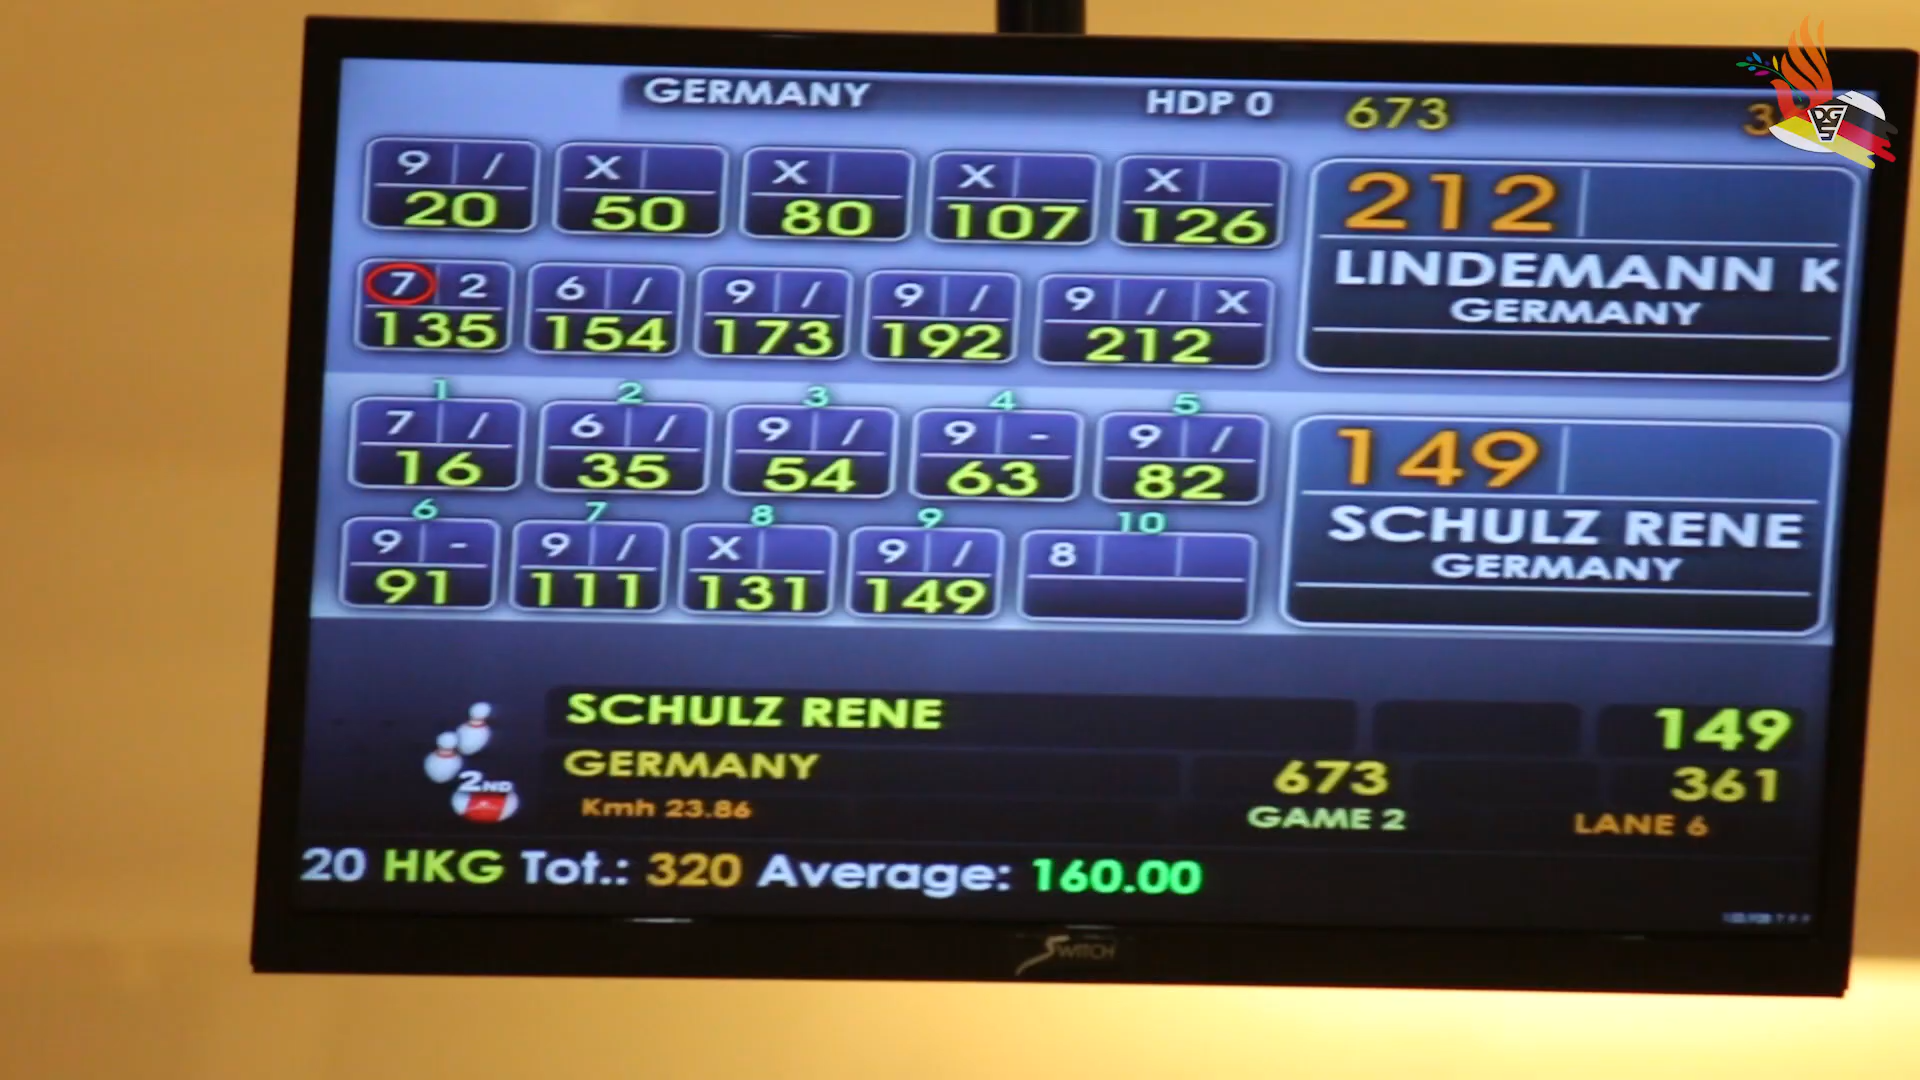 GERMANY HDP 0 673 3
9 / X X X X
20 50 80 107 126
212
LINDEMANN K
GERMANY
7 2 6 / 9 / 9 / 9 / X
135 154 173 192 212
1 2 3 4 5
7 / 6 / 9 / 9 - 9 /
16 35 54 63 82
149
SCHULZ RENE
GERMANY
6 7 8 9 10
9 - 9 / X 9 / 8
91 111 131 149
SCHULZ RENE 149
GERMANY 673 361
2ND
Kmh 23.86 GAME 2 LANE 6
20 HKG Tot.: 320 Average: 160.00
SWITCH
DGS